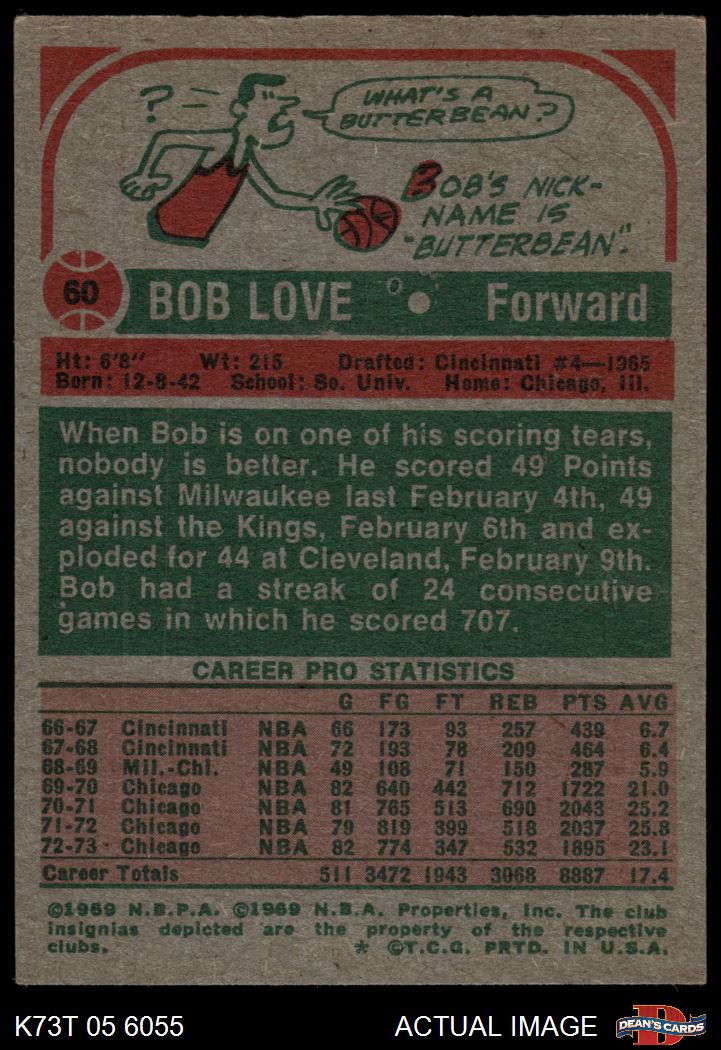 ?
WHAT'S A
BUTTERBEAN?
BOB'S NICK-
NAME IS
"BUTTERBEAN".
60
BOB LOVE Forward
Ht: 6'8" Wt: 215 Drafted: Cincinnati #4—1965
Born: 12-8-42 School: So. Univ. Home: Chicago, Ill.
When Bob is on one of his scoring tears,
nobody is better. He scored 49 Points
against Milwaukee last February 4th, 49
against the Kings, February 6th and ex-
ploded for 44 at Cleveland, February 9th.
Bob had a streak of 24 consecutive
games in which he scored 707.
CAREER PRO STATISTICS
G FG FT REB PTS AVG
66-67 Cincinnati NBA 66 173 93 257 439 6.7
67-68 Cincinnati NBA 72 193 78 209 464 6.4
68-69 Mil.-Chi. NBA 49 108 71 150 287 5.9
69-70 Chicago NBA 82 640 442 712 1722 21.0
70-71 Chicago NBA 81 765 513 690 2043 25.2
71-72 Chicago NBA 79 819 399 518 2037 25.8
72-73 Chicago NBA 82 774 347 532 1895 23.1
Career Totals 511 3472 1943 3068 8887 17.4
©1969 N.B.P.A. ©1969 N.B.A. Properties, Inc. The club
insignias depicted are the property of the respective
clubs. * ©T.C.G. PRTD. IN U.S.A.
K73T 05 6055 ACTUAL IMAGE
D
DEAN'S CARDS